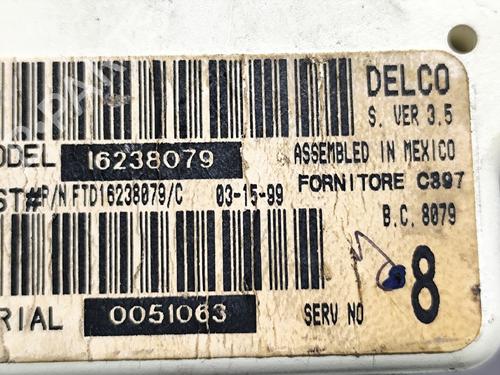 DELCO
S. VER 3.5
ODEL 16238079
ASSEMBLED IN MEXICO
ST# P/N FTD16238079/C 03-15-99
FORNITORE C397
B.C. 8079
8
RIAL 0051063
SERV NO